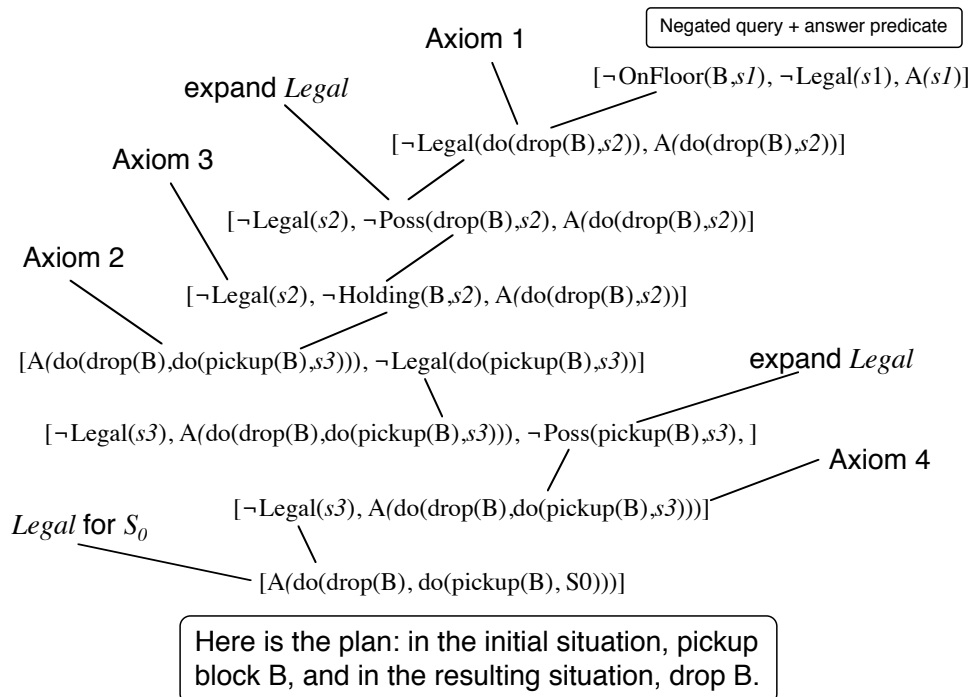 Axiom 1
Negated query + answer predicate
[¬OnFloor(B,s1), ¬Legal(s1), A(s1)]
expand Legal
[¬Legal(do(drop(B),s2)), A(do(drop(B),s2))]
Axiom 3
[¬Legal(s2), ¬Poss(drop(B),s2), A(do(drop(B),s2))]
Axiom 2
[¬Legal(s2), ¬Holding(B,s2), A(do(drop(B),s2))]
[A(do(drop(B),do(pickup(B),s3))), ¬Legal(do(pickup(B),s3))]
expand Legal
[¬Legal(s3), A(do(drop(B),do(pickup(B),s3))), ¬Poss(pickup(B),s3), ]
Axiom 4
[¬Legal(s3), A(do(drop(B),do(pickup(B),s3)))]
Legal for S0
[A(do(drop(B), do(pickup(B), S0)))]
Here is the plan: in the initial situation, pickup
block B, and in the resulting situation, drop B.